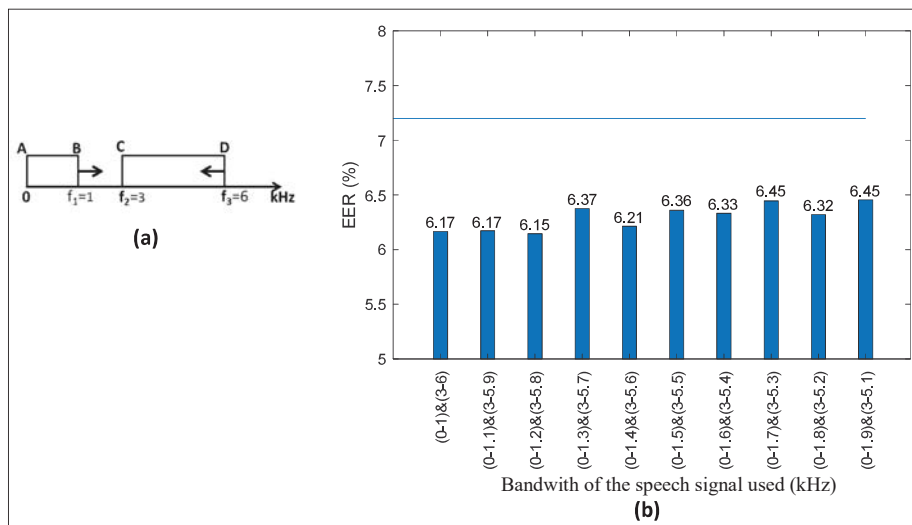 A B C D
0 f₁=1 f₂=3 f₃=6 kHz
(a)
8
7.5
7
6.5
6
5.5
5
EER (%)
6.17 6.17 6.15 6.37 6.21 6.36 6.33 6.45 6.32 6.45
(0-1)&(3-6)
(0-1.1)&(3-5.9)
(0-1.2)&(3-5.8)
(0-1.3)&(3-5.7)
(0-1.4)&(3-5.6)
(0-1.5)&(3-5.5)
(0-1.6)&(3-5.4)
(0-1.7)&(3-5.3)
(0-1.8)&(3-5.2)
(0-1.9)&(3-5.1)
Bandwith of the speech signal used (kHz)
(b)